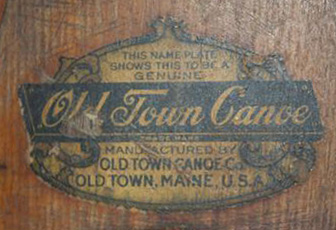 THIS NAME PLATE
SHOWS THIS TO BE A
GENUINE
Old Town Canoe
TRADE MARK
MANUFACTURED BY
OLD TOWN CANOE CO.
OLD TOWN, MAINE, U.S.A.